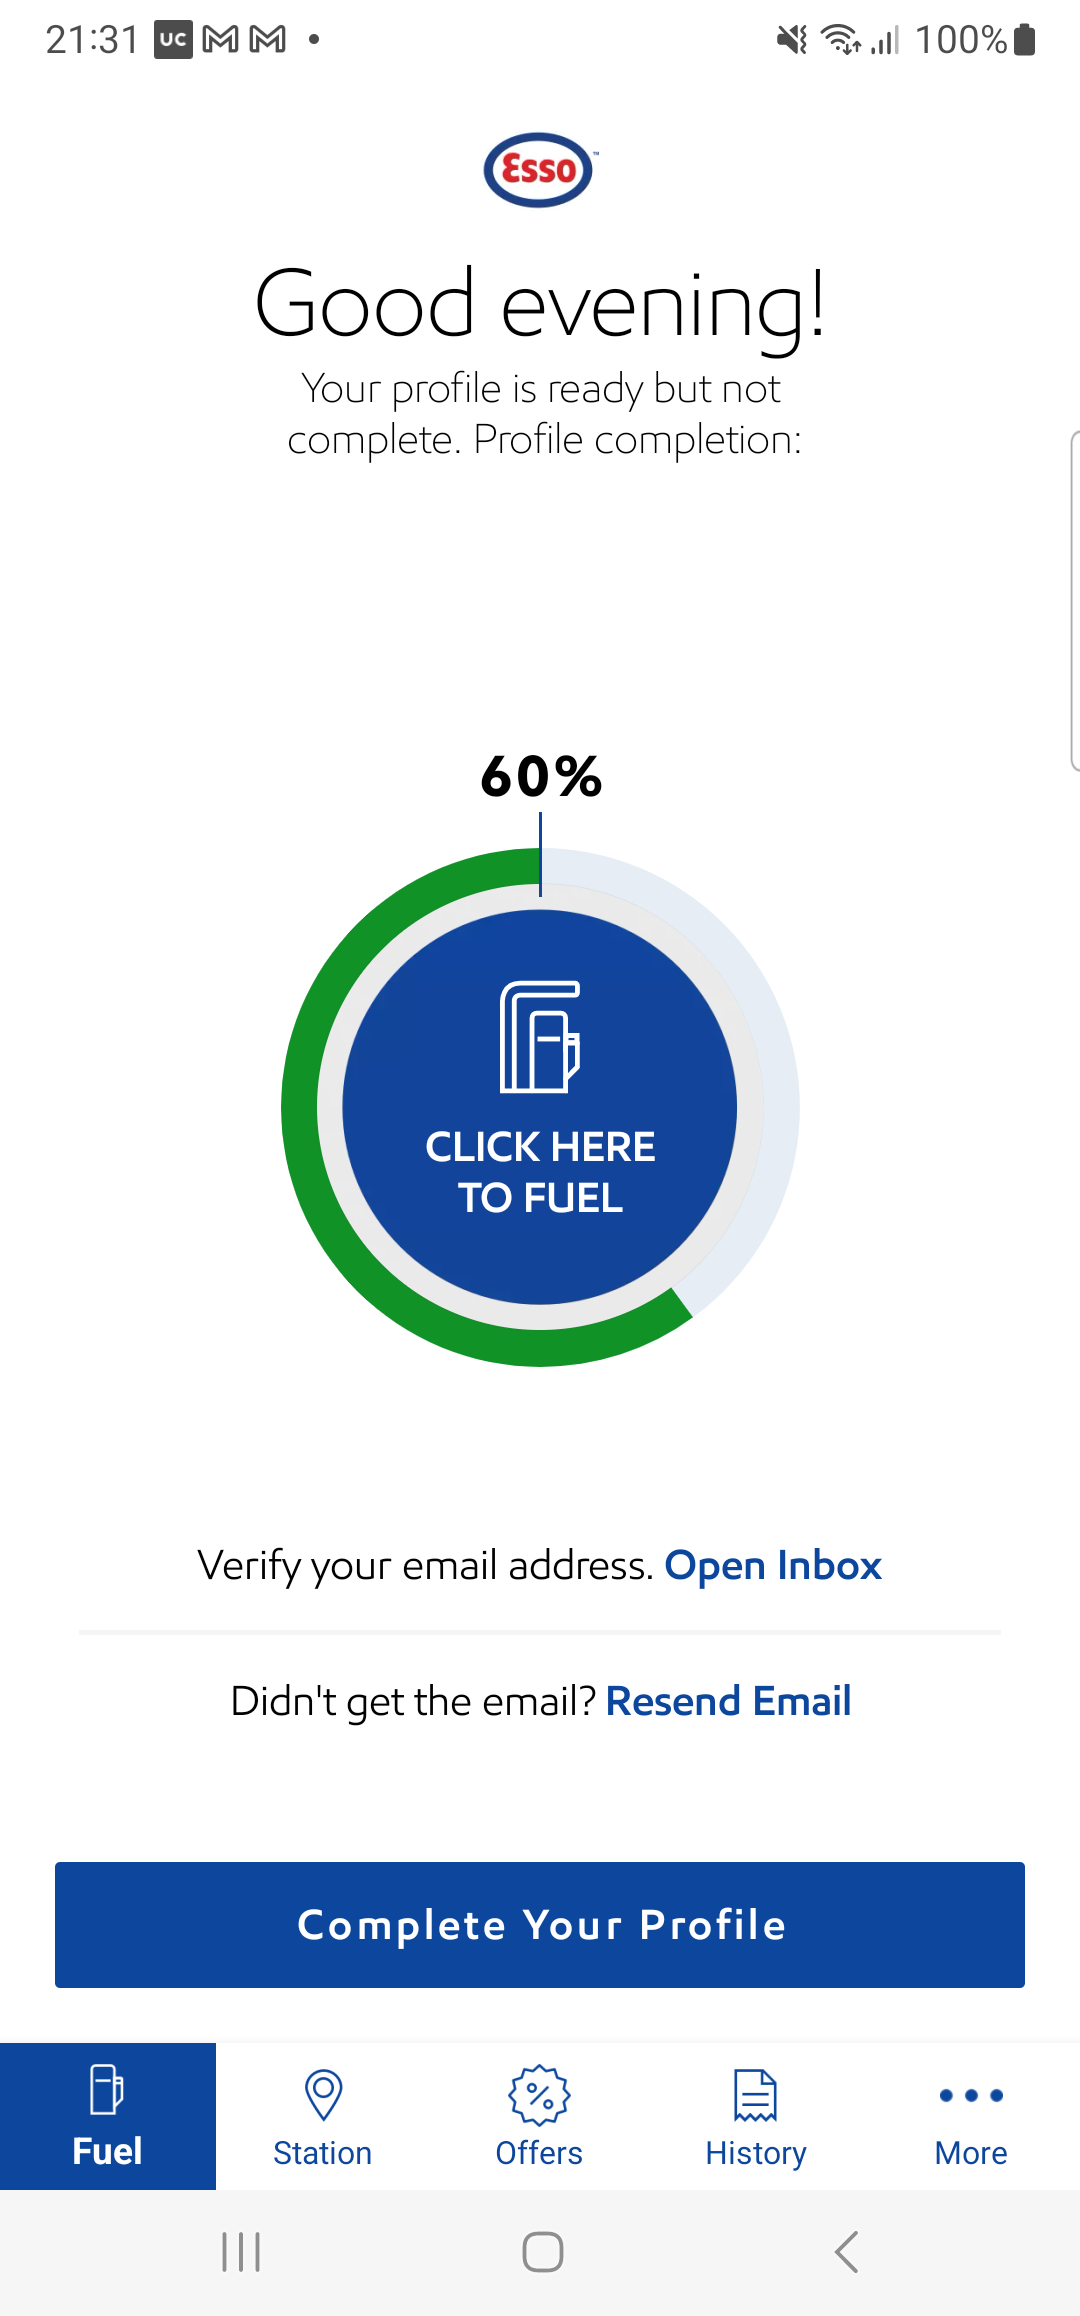 21:31 UC 100%
Esso
Good evening!
Your profile is ready but not
complete. Profile completion:
60%
CLICK HERE
TO FUEL
Verify your email address. Open Inbox
Didn't get the email? Resend Email
Complete Your Profile
Fuel Station Offers History More